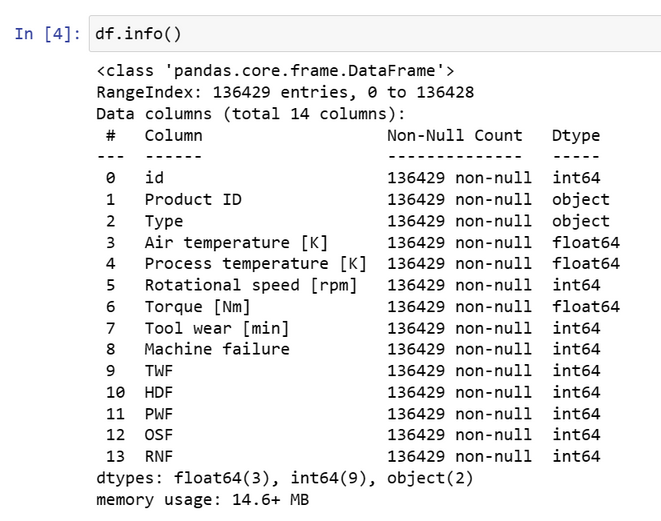 In [4]: df.info()
<class 'pandas.core.frame.DataFrame'>
RangeIndex: 136429 entries, 0 to 136428
Data columns (total 14 columns):
 #   Column                   Non-Null Count   Dtype
---  ------                   --------------   -----
 0   id                       136429 non-null  int64
 1   Product ID               136429 non-null  object
 2   Type                     136429 non-null  object
 3   Air temperature [K]      136429 non-null  float64
 4   Process temperature [K]  136429 non-null  float64
 5   Rotational speed [rpm]   136429 non-null  int64
 6   Torque [Nm]              136429 non-null  float64
 7   Tool wear [min]          136429 non-null  int64
 8   Machine failure          136429 non-null  int64
 9   TWF                      136429 non-null  int64
 10  HDF                      136429 non-null  int64
 11  PWF                      136429 non-null  int64
 12  OSF                      136429 non-null  int64
 13  RNF                      136429 non-null  int64
dtypes: float64(3), int64(9), object(2)
memory usage: 14.6+ MB